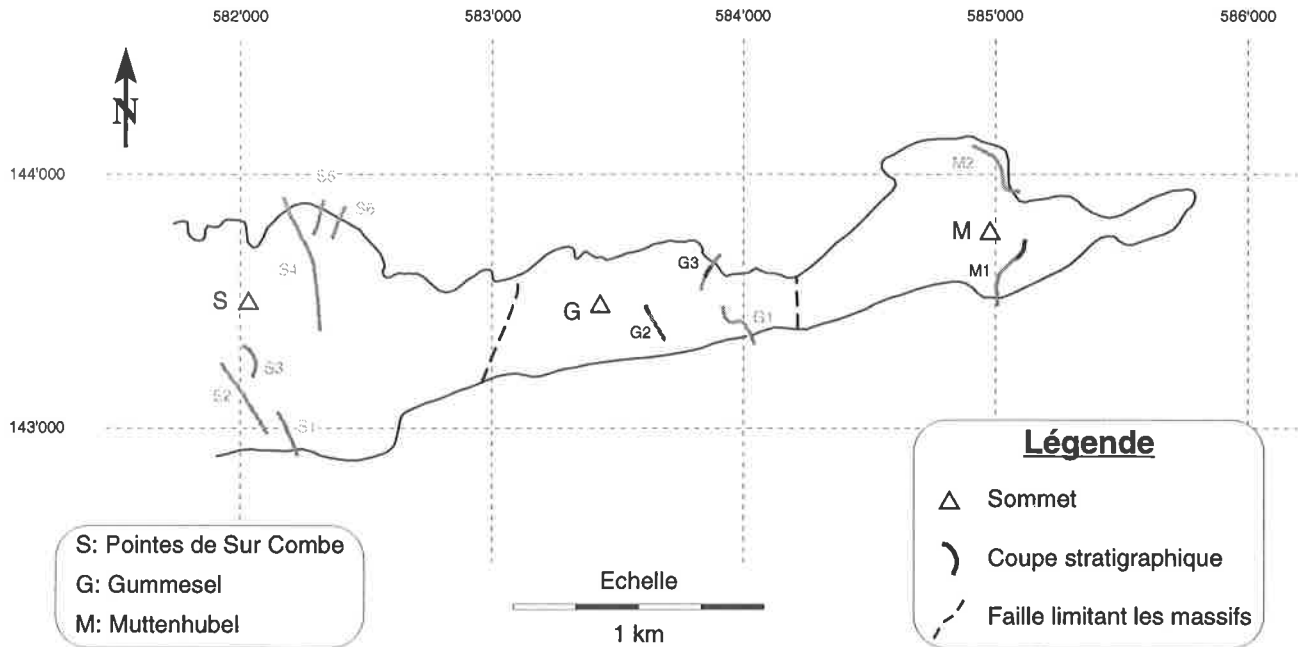 582'000 583'000 584'000 585'000 586'000
N
144'000
143'000
S5
S6
S4
S
S3
S2
S1
G3
G
G2
G1
M2
M
M1
S: Pointes de Sur Combe
G: Gummesel
M: Muttenhubel
Echelle
1 km
Légende
Sommet
Coupe stratigraphique
Faille limitant les massifs